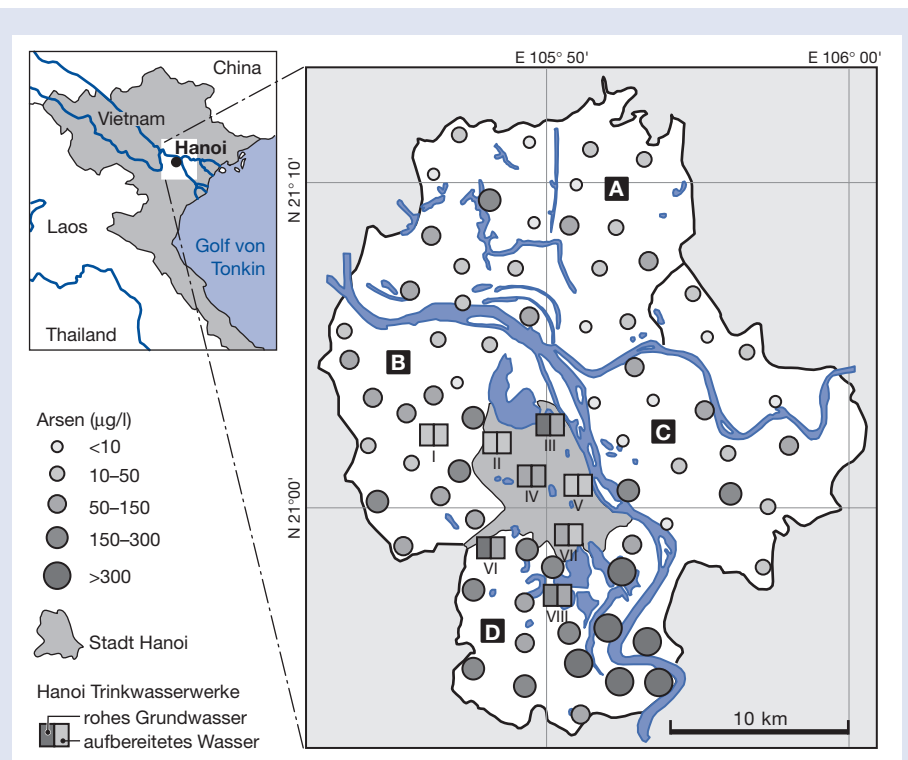 China
Vietnam
Hanoi
Laos
Golf von
Tonkin
Thailand
Arsen (µg/l)
<10
10–50
50–150
150–300
>300
Stadt Hanoi
Hanoi Trinkwasserwerke
rohes Grundwasser
aufbereitetes Wasser
E 105° 50'
E 106° 00'
N 21° 10'
N 21° 00'
A
B
C
D
I
II
III
IV
V
VI
VII
VIII
10 km